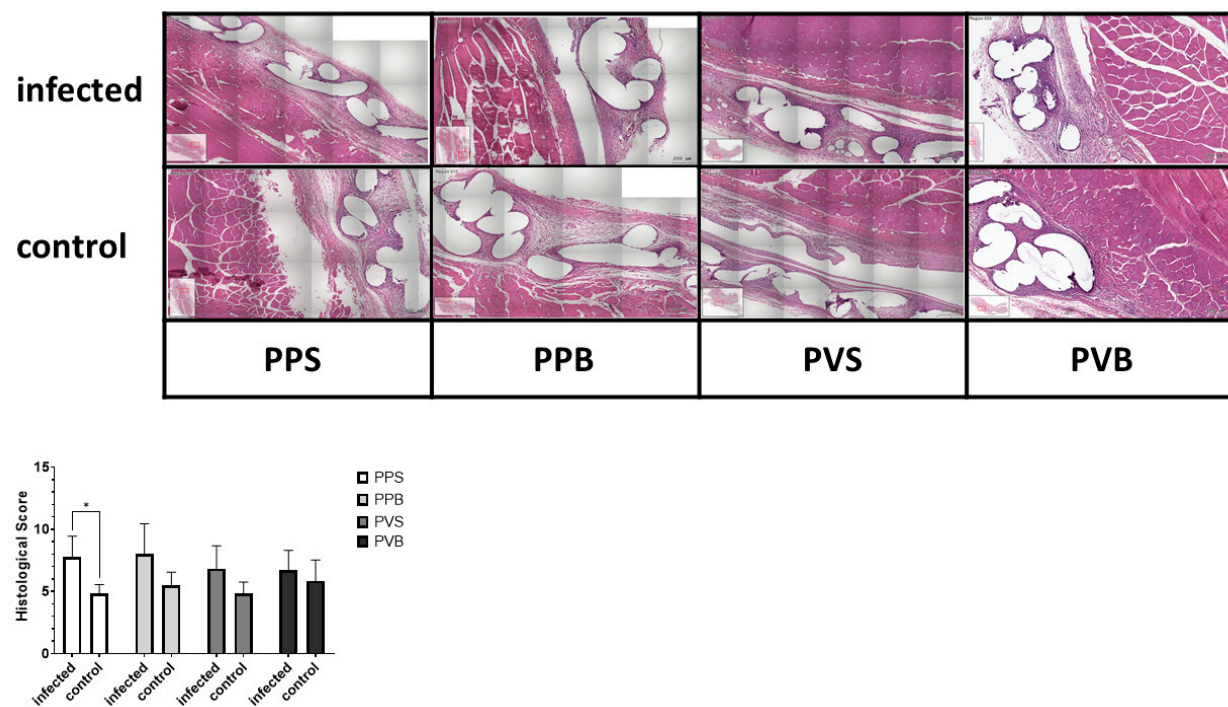 infected
control
PPS PPB PVS PVB
15
10
5
0
Histological Score
*
infected control infected control infected control infected control
PPS
PPB
PVS
PVB